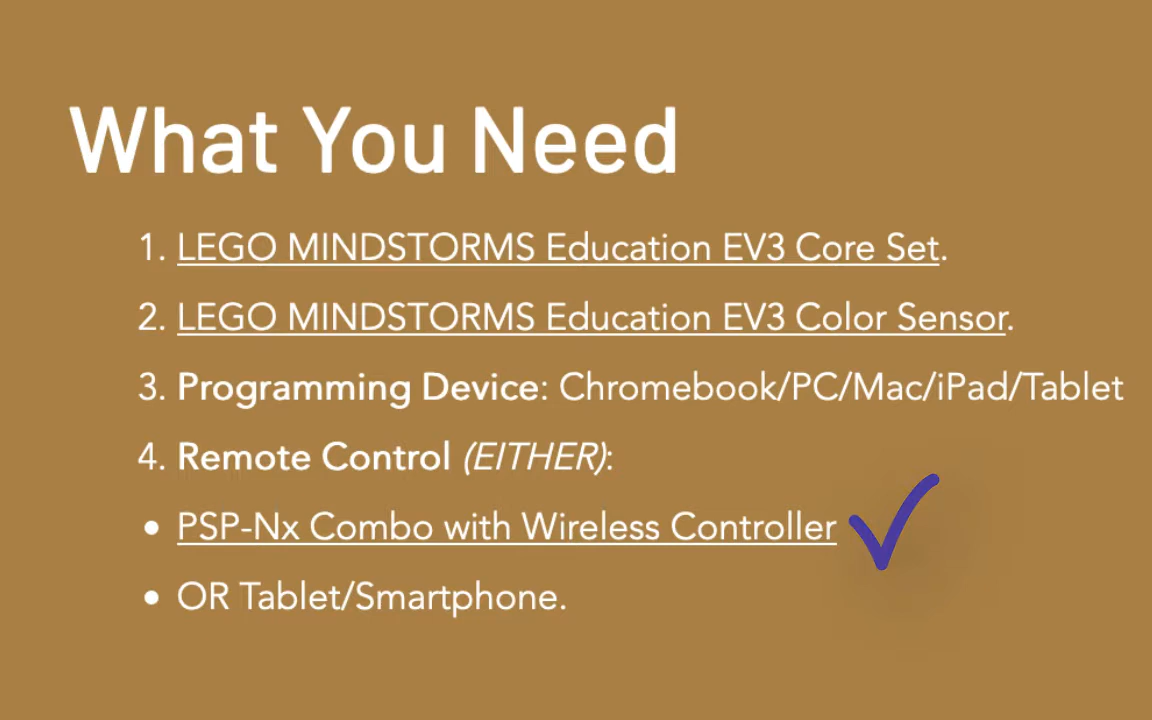 What You Need
1. LEGO MINDSTORMS Education EV3 Core Set.
2. LEGO MINDSTORMS Education EV3 Color Sensor.
3. Programming Device: Chromebook/PC/Mac/iPad/Tablet
4. Remote Control (EITHER):
• PSP-Nx Combo with Wireless Controller
• OR Tablet/Smartphone.